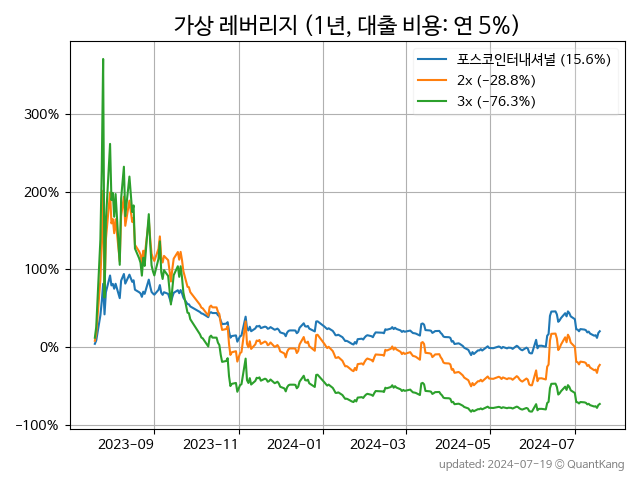 가상 레버리지 (1년, 대출 비용: 연 5%)
포스코인터내셔널 (15.6%)
2x (-28.8%)
3x (-76.3%)
300%
200%
100%
0%
-100%
2023-09 2023-11 2024-01 2024-03 2024-05 2024-07
updated: 2024-07-19 © QuantKang